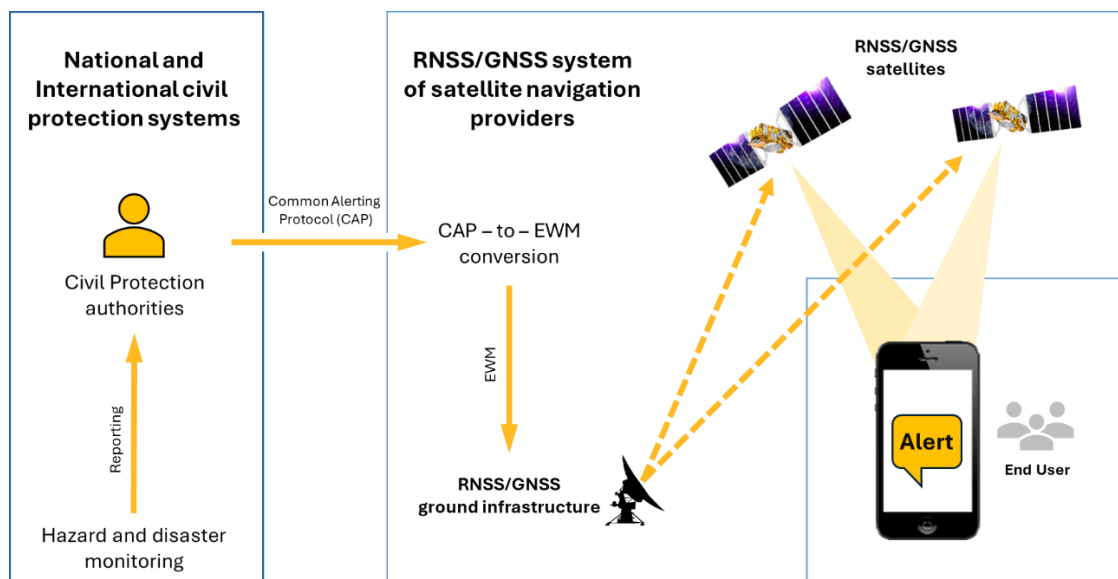 National and
International civil
protection systems
Civil Protection
authorities
Reporting
Hazard and disaster
monitoring
Common Alerting
Protocol (CAP)
RNSS/GNSS system
of satellite navigation
providers
CAP – to – EWM
conversion
EWM
RNSS/GNSS
ground infrastructure
RNSS/GNSS
satellites
Alert
End User